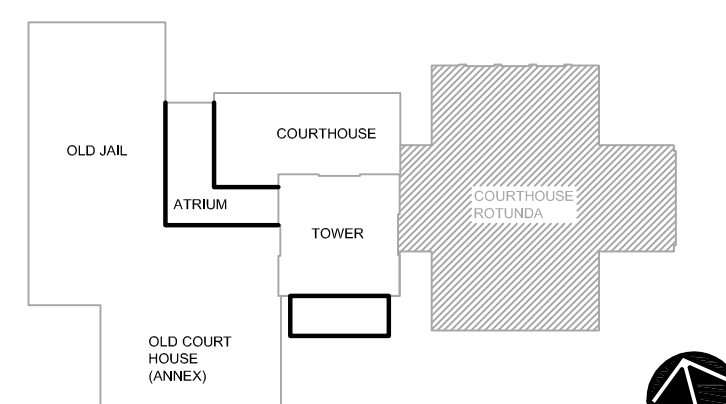 OLD JAIL
COURTHOUSE
ATRIUM
COURTHOUSE
ROTUNDA
TOWER
OLD COURT
HOUSE
(ANNEX)